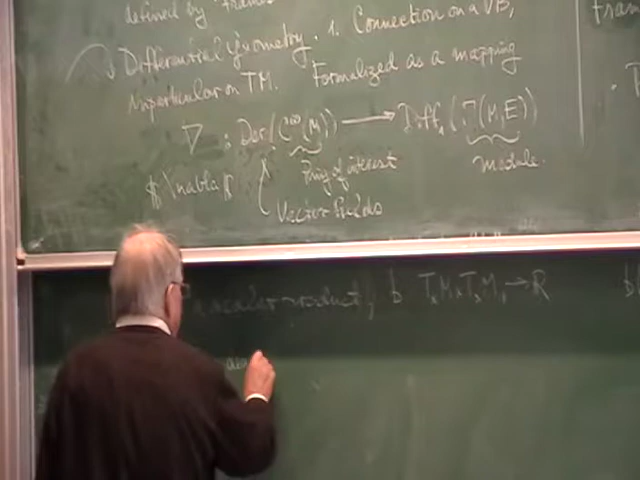 defined by frames
Differential geometry. 1. Connection on a VB,
in particular on TM. Formalized as a mapping
∇ : Der(C^∞(M)) → Diff₁(Γ(M,E))
$\nabla$ Ring of interest module.
Vector fields
scalar product, b T_xM × T_xM → R